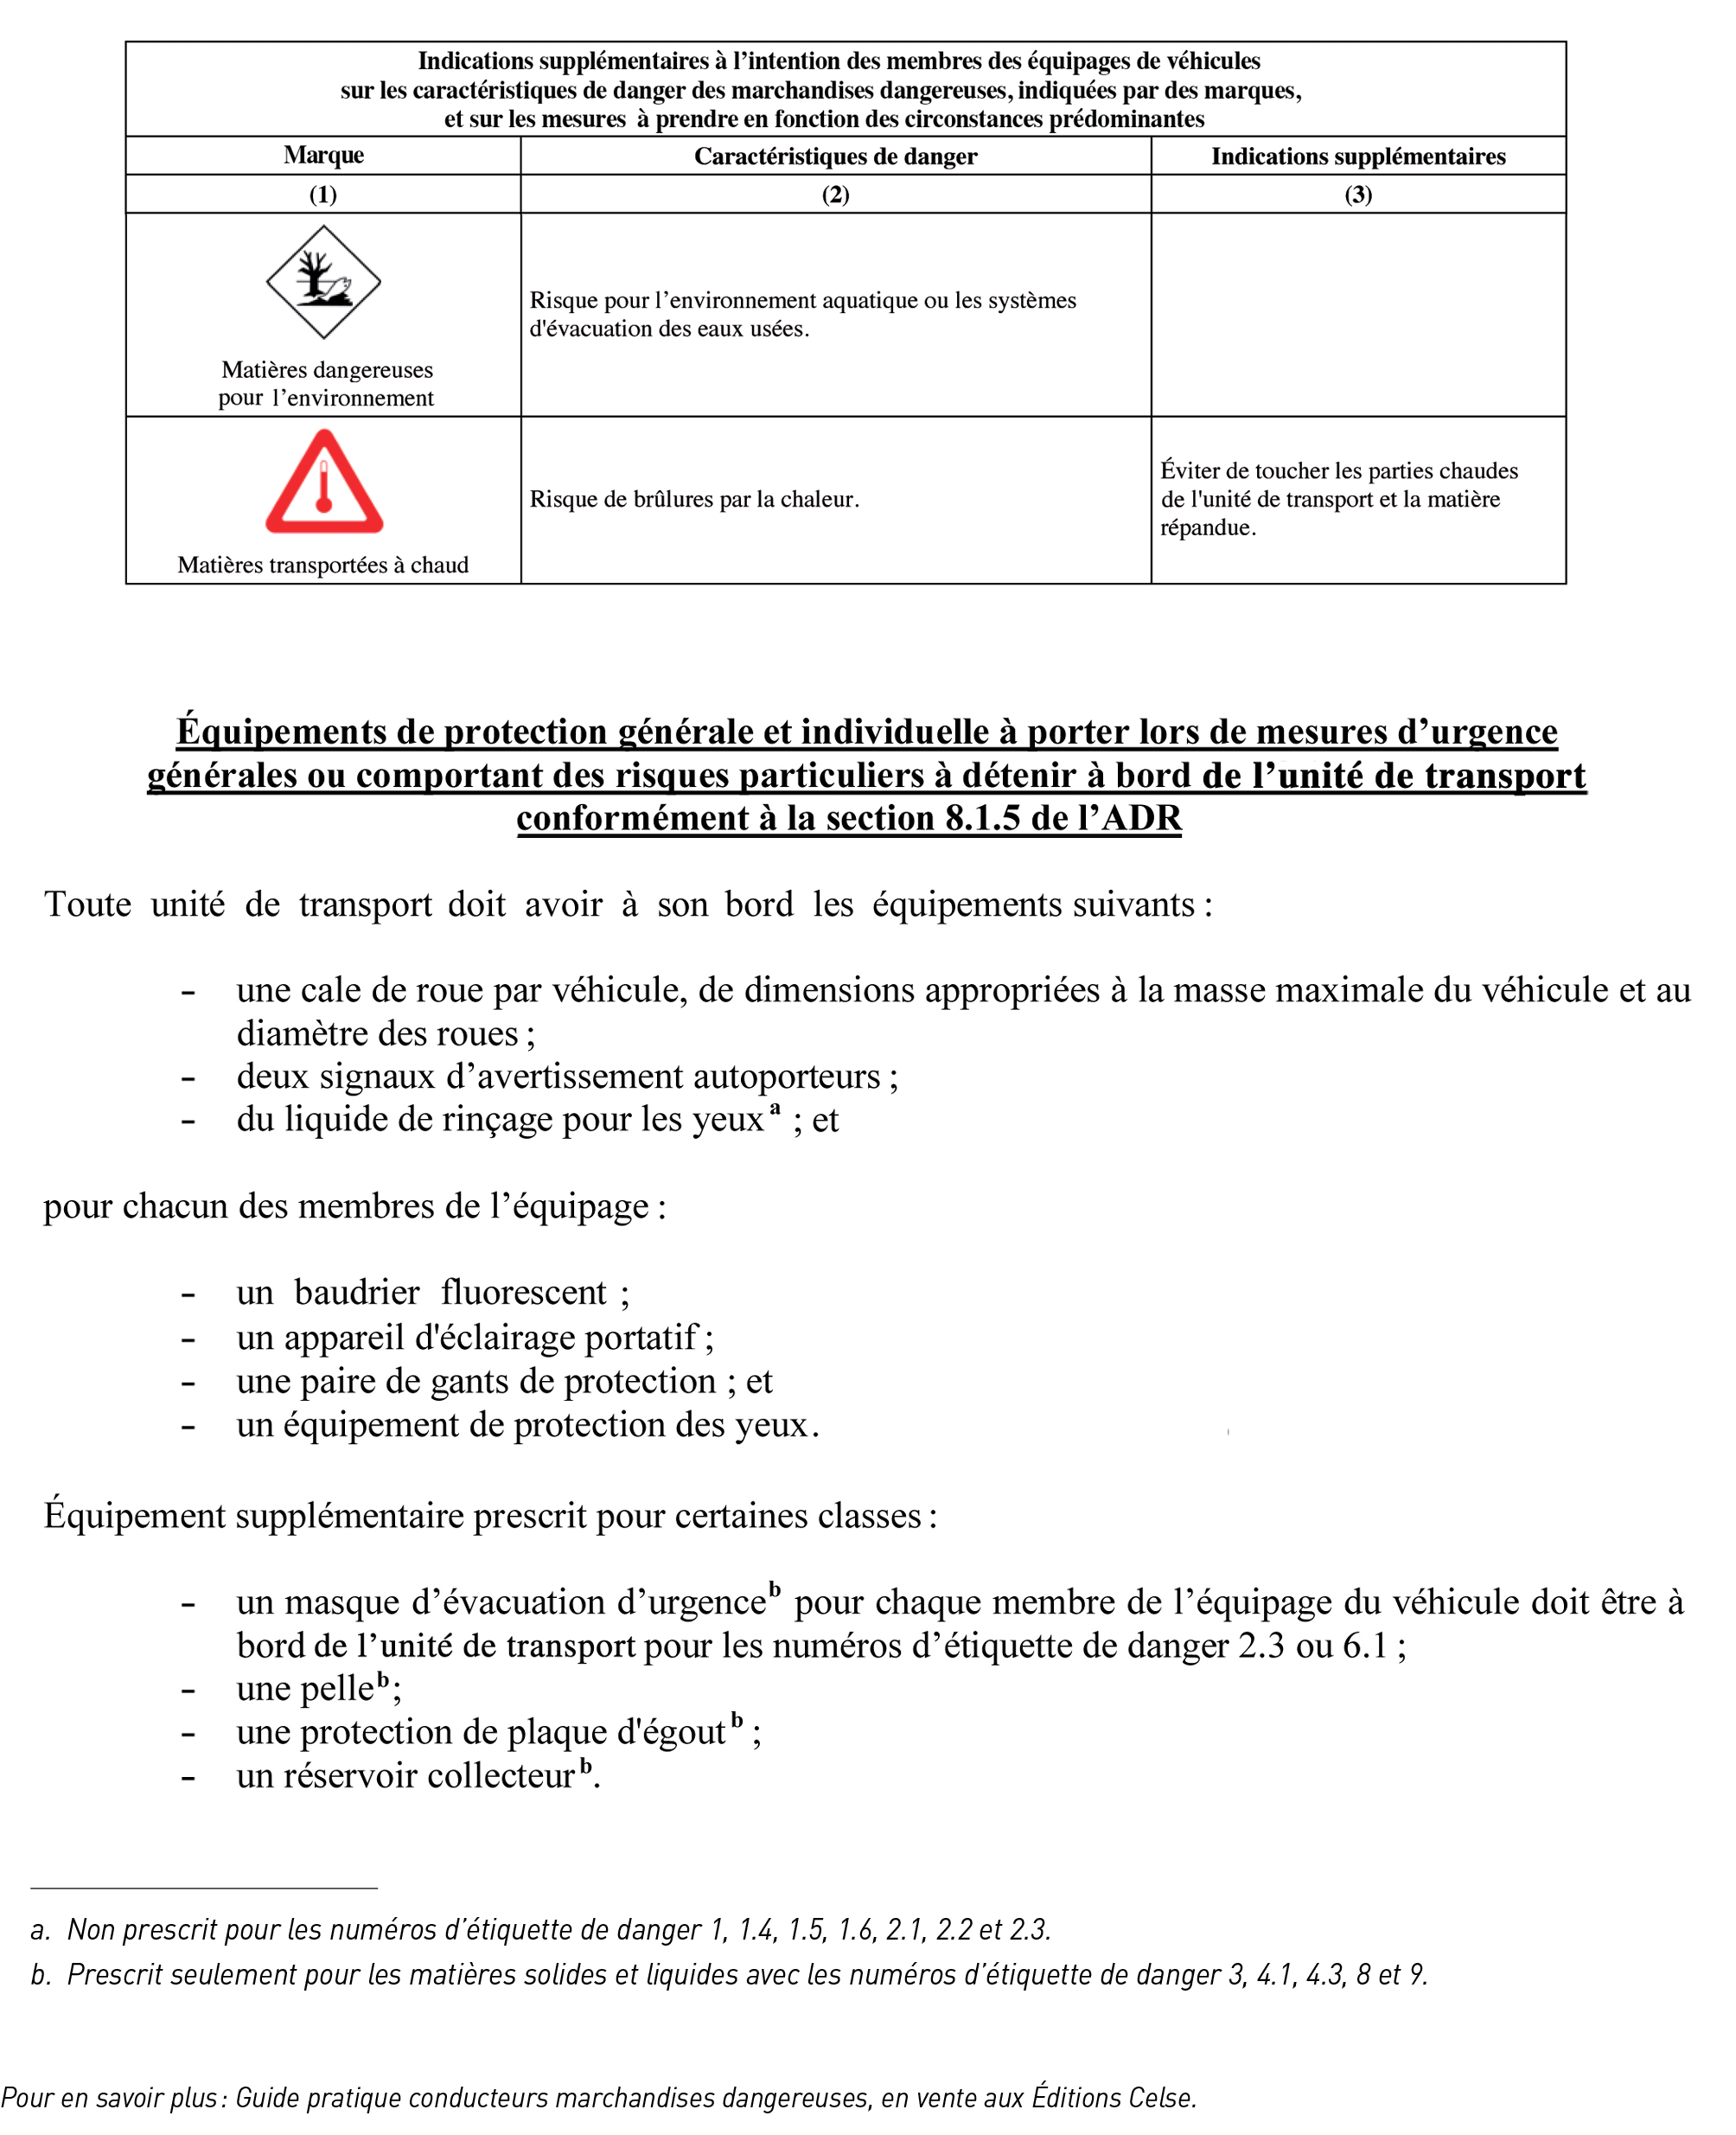 Indications supplémentaires à l’intention des membres des équipages de véhicules
sur les caractéristiques de danger des marchandises dangereuses, indiquées par des marques,
et sur les mesures à prendre en fonction des circonstances prédominantes
Marque Caractéristiques de danger Indications supplémentaires
(1) (2) (3)
Risque pour l’environnement aquatique ou les systèmes
d'évacuation des eaux usées.
Matières dangereuses
pour l’environnement
Risque de brûlures par la chaleur.
Éviter de toucher les parties chaudes
de l'unité de transport et la matière
répandue.
Matières transportées à chaud
Équipements de protection générale et individuelle à porter lors de mesures d’urgence
générales ou comportant des risques particuliers à détenir à bord de l’unité de transport
conformément à la section 8.1.5 de l’ADR
Toute unité de transport doit avoir à son bord les équipements suivants :
- une cale de roue par véhicule, de dimensions appropriées à la masse maximale du véhicule et au
diamètre des roues ;
- deux signaux d’avertissement autoporteurs ;
- du liquide de rinçage pour les yeux a ; et
pour chacun des membres de l’équipage :
- un baudrier fluorescent ;
- un appareil d'éclairage portatif ;
- une paire de gants de protection ; et
- un équipement de protection des yeux.
Équipement supplémentaire prescrit pour certaines classes :
- un masque d’évacuation d’urgence b pour chaque membre de l’équipage du véhicule doit être à
bord de l’unité de transport pour les numéros d’étiquette de danger 2.3 ou 6.1 ;
- une pelle b ;
- une protection de plaque d'égout b ;
- un réservoir collecteur b.
a. Non prescrit pour les numéros d’étiquette de danger 1, 1.4, 1.5, 1.6, 2.1, 2.2 et 2.3.
b. Prescrit seulement pour les matières solides et liquides avec les numéros d’étiquette de danger 3, 4.1, 4.3, 8 et 9.
Pour en savoir plus : Guide pratique conducteurs marchandises dangereuses, en vente aux Éditions Celse.